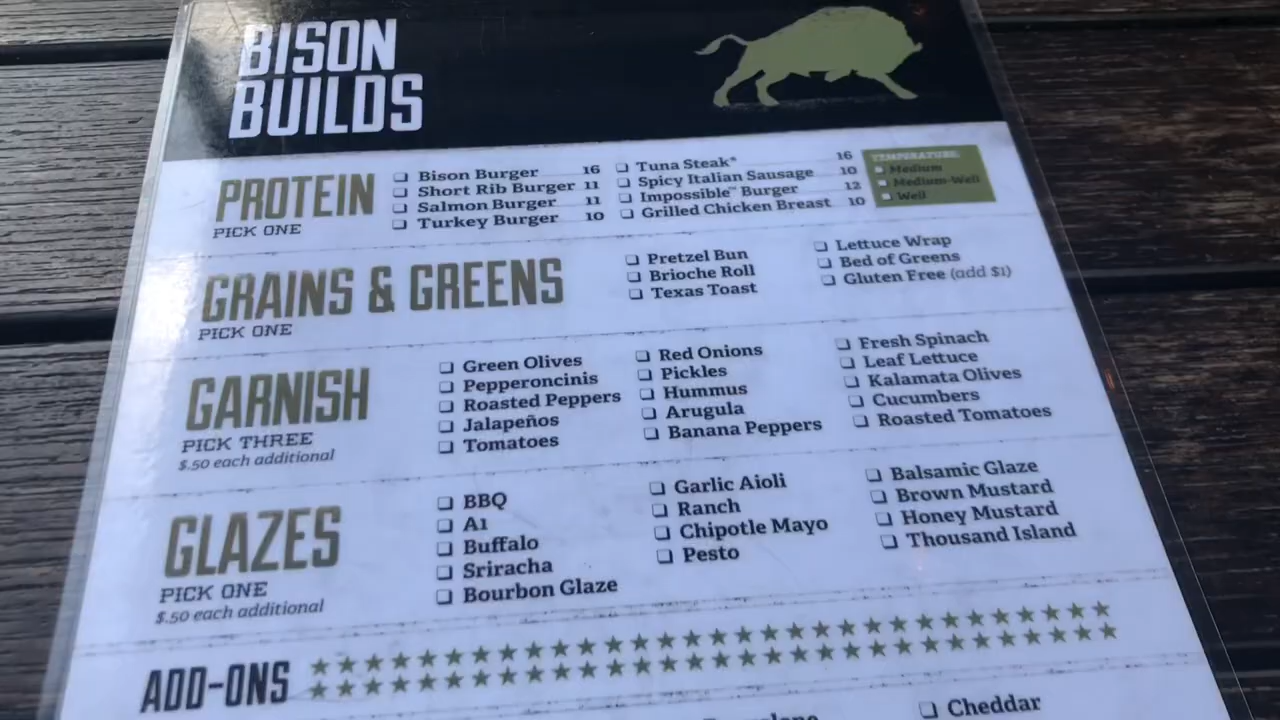 BISON
BUILDS
PROTEIN
PICK ONE
❏ Bison Burger 16
❏ Short Rib Burger 11
❏ Salmon Burger 11
❏ Turkey Burger 10
❏ Tuna Steak* 16
❏ Spicy Italian Sausage 10
❏ Impossible™ Burger 12
❏ Grilled Chicken Breast 10
TEMPERATURE:
❏ Medium
❏ Medium-Well
❏ Well
GRAINS & GREENS
PICK ONE
❏ Pretzel Bun
❏ Brioche Roll
❏ Texas Toast
❏ Lettuce Wrap
❏ Bed of Greens
❏ Gluten Free (add $1)
GARNISH
PICK THREE
$.50 each additional
❏ Green Olives
❏ Pepperoncinis
❏ Roasted Peppers
❏ Jalapeños
❏ Tomatoes
❏ Red Onions
❏ Pickles
❏ Hummus
❏ Arugula
❏ Banana Peppers
❏ Fresh Spinach
❏ Leaf Lettuce
❏ Kalamata Olives
❏ Cucumbers
❏ Roasted Tomatoes
GLAZES
PICK ONE
$.50 each additional
❏ BBQ
❏ A1
❏ Buffalo
❏ Sriracha
❏ Bourbon Glaze
❏ Garlic Aioli
❏ Ranch
❏ Chipotle Mayo
❏ Pesto
❏ Balsamic Glaze
❏ Brown Mustard
❏ Honey Mustard
❏ Thousand Island
ADD-ONS
❏ Cheddar